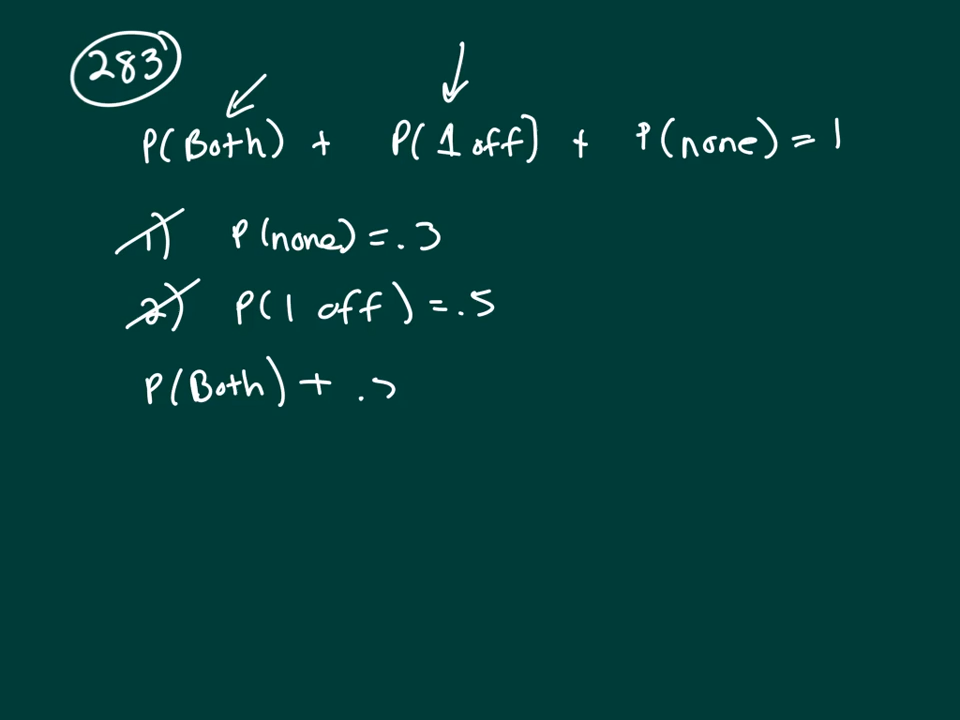 283
P(Both) + P(1 off) + P(none) = 1
1) P(none) = .3
2) P(1 off) = .5
P(Both) + .